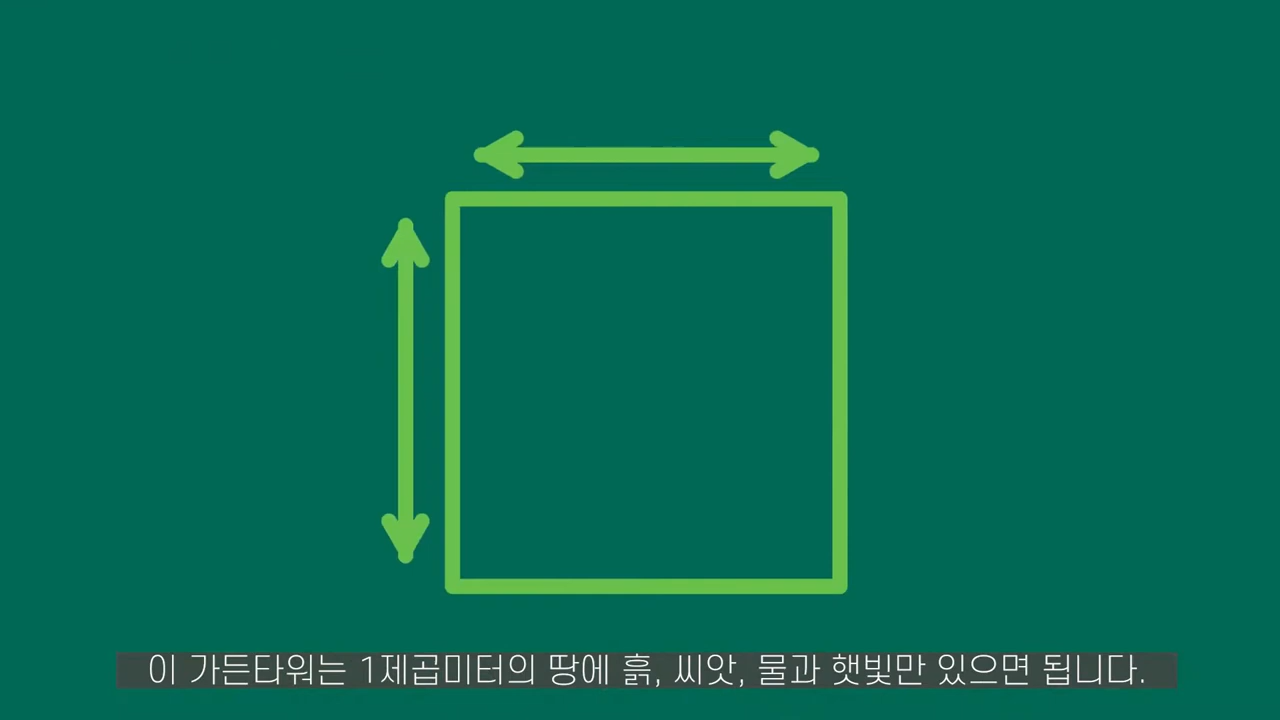 이 가든타워는 1제곱미터의 땅에 흙, 씨앗, 물과 햇빛만 있으면 됩니다.